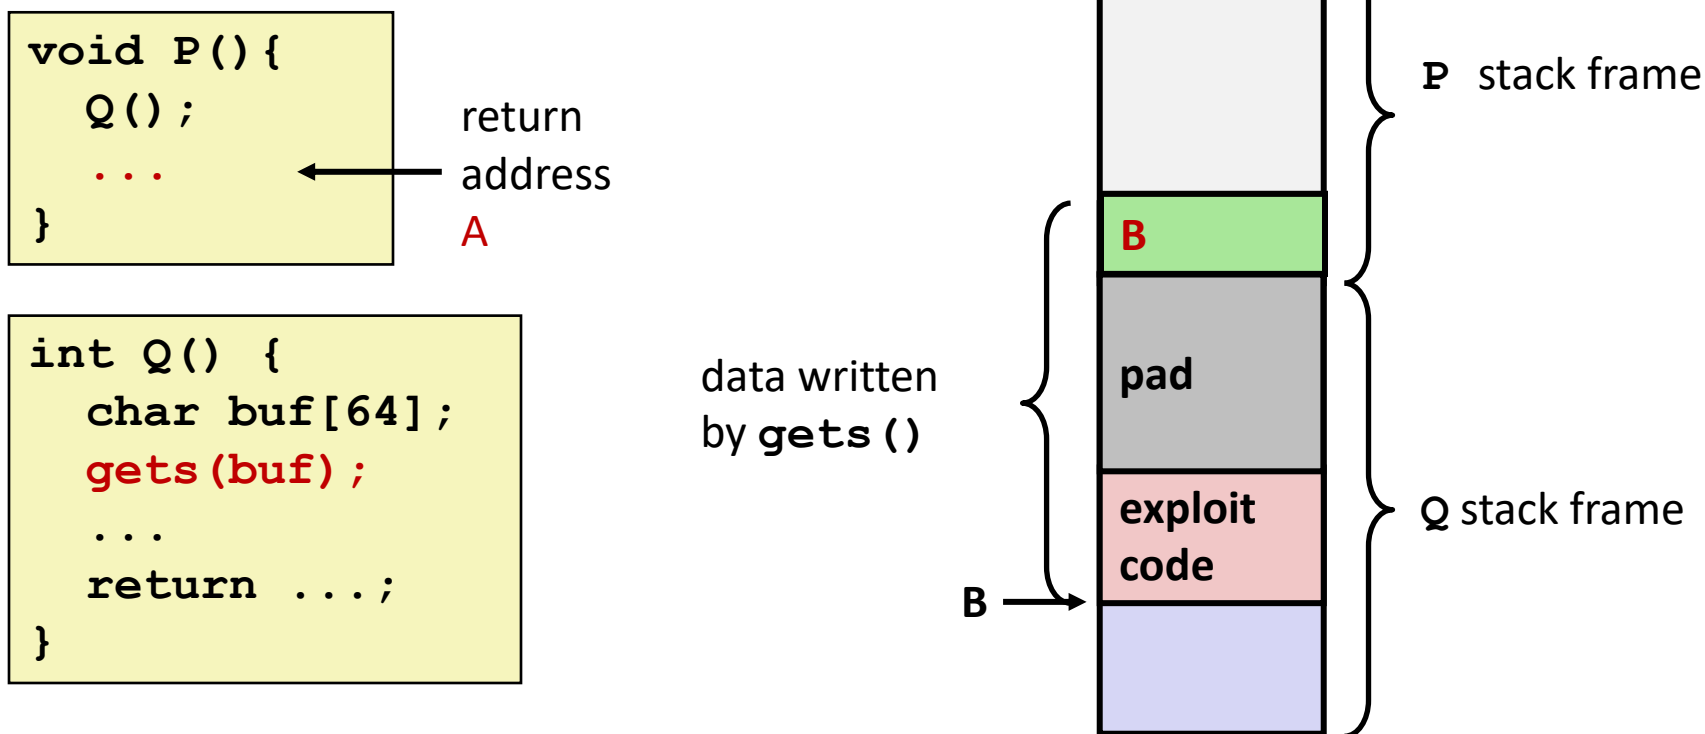 void P(){
  Q();
  ...
}
return
address
A
int Q() {
  char buf[64];
  gets(buf);
  ...
  return ...;
}
data written
by gets()
B
B
pad
exploit
code
P stack frame
Q stack frame